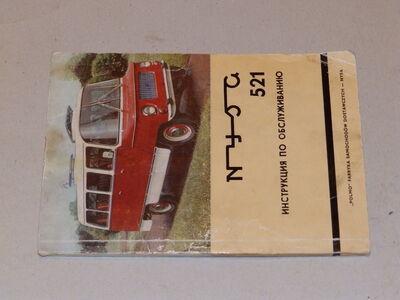 nysa
521
ИНСТРУКЦИЯ ПО ОБСЛУЖИВАНИЮ
„POLMO” FABRYKA SAMOCHODÓW DOSTAWCZYCH — NYSA